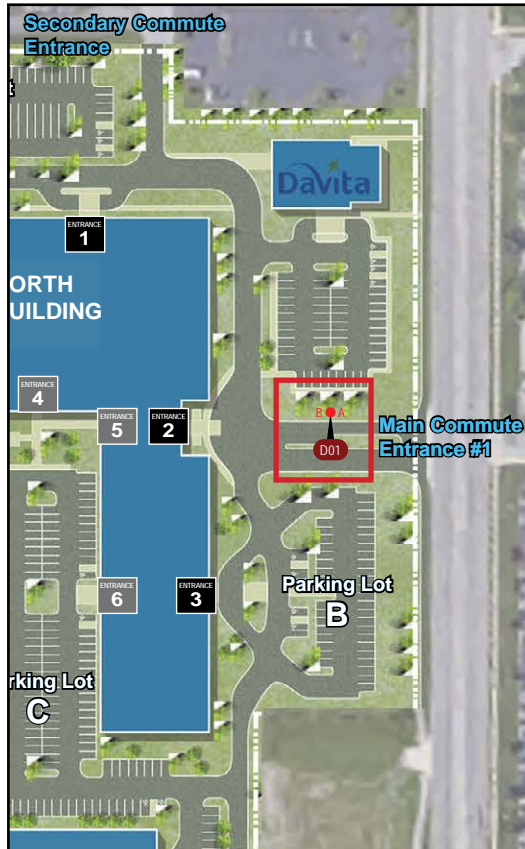 Secondary Commute
Entrance
t
DaVita
ENTRANCE
1
ORTH
UILDING
ENTRANCE
4
ENTRANCE
5
ENTRANCE
2
B A
D01
Main Commute
Entrance #1
ENTRANCE
6
ENTRANCE
3
Parking Lot
B
rking Lot
C